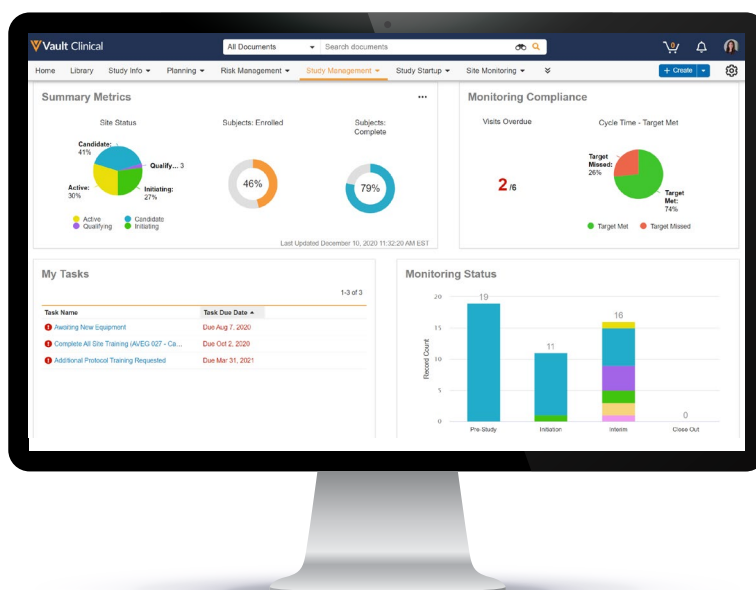 Vault Clinical
All Documents
Search documents
Home Library Study Info Planning Risk Management Study Management Study Startup Site Monitoring
+ Create
Summary Metrics
...
Site Status
Candidate:
41%
Qualify... 3
Active:
30%
Initiating:
27%
Active
Candidate
Qualifying
Initiating
Subjects: Enrolled
46%
Subjects:
Complete
79%
Last Updated December 10, 2020 11:32:20 AM EST
Monitoring Compliance
Visits Overdue
2/6
Cycle Time - Target Met
Target
Missed:
26%
Target
Met:
74%
Target Met
Target Missed
My Tasks
1-3 of 3
Task Name Task Due Date
Awaiting New Equipment Due Aug 7, 2020
Complete All Site Training (AVEG 027 - Ca... Due Oct 2, 2020
Additional Protocol Training Requested Due Mar 31, 2021
Monitoring Status
Record Count
20
15
10
5
0
19
11
16
0
Pre-Study Initiation Interim Close Out